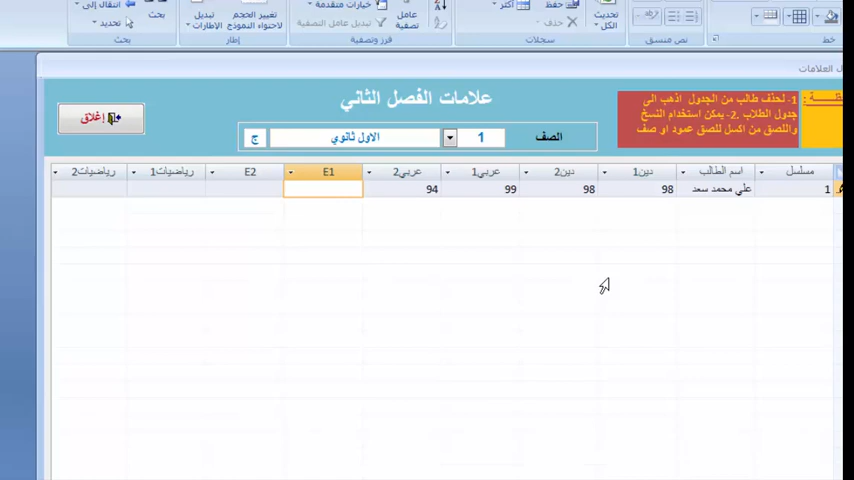 انتقال إلى
تحديد
بحث
بحث
تغيير الحجم
لاحتواء النموذج
تبديل
الإطارات
إطار
خيارات متقدمة
تبديل عامل التصفية
عامل
تصفية
فرز وتصفية
حفظ
حذف
أكثر
تحديث
الكل
سجلات
نص منسق
خط
ل العلامات
علامات الفصل الثاني
إغلاق
الصف
1
الاول ثانوي
ج
1- لحذف طالب من الجدول اذهب الى
جدول الطلاب .2- يمكن استخدام النسخ
واللصق من اكسل للصق عمود او صف
مسلسل
اسم الطالب
دين1
دين2
عربي1
عربي2
E1
E2
رياضيات1
رياضيات2
1
علي محمد سعد
98
98
99
94